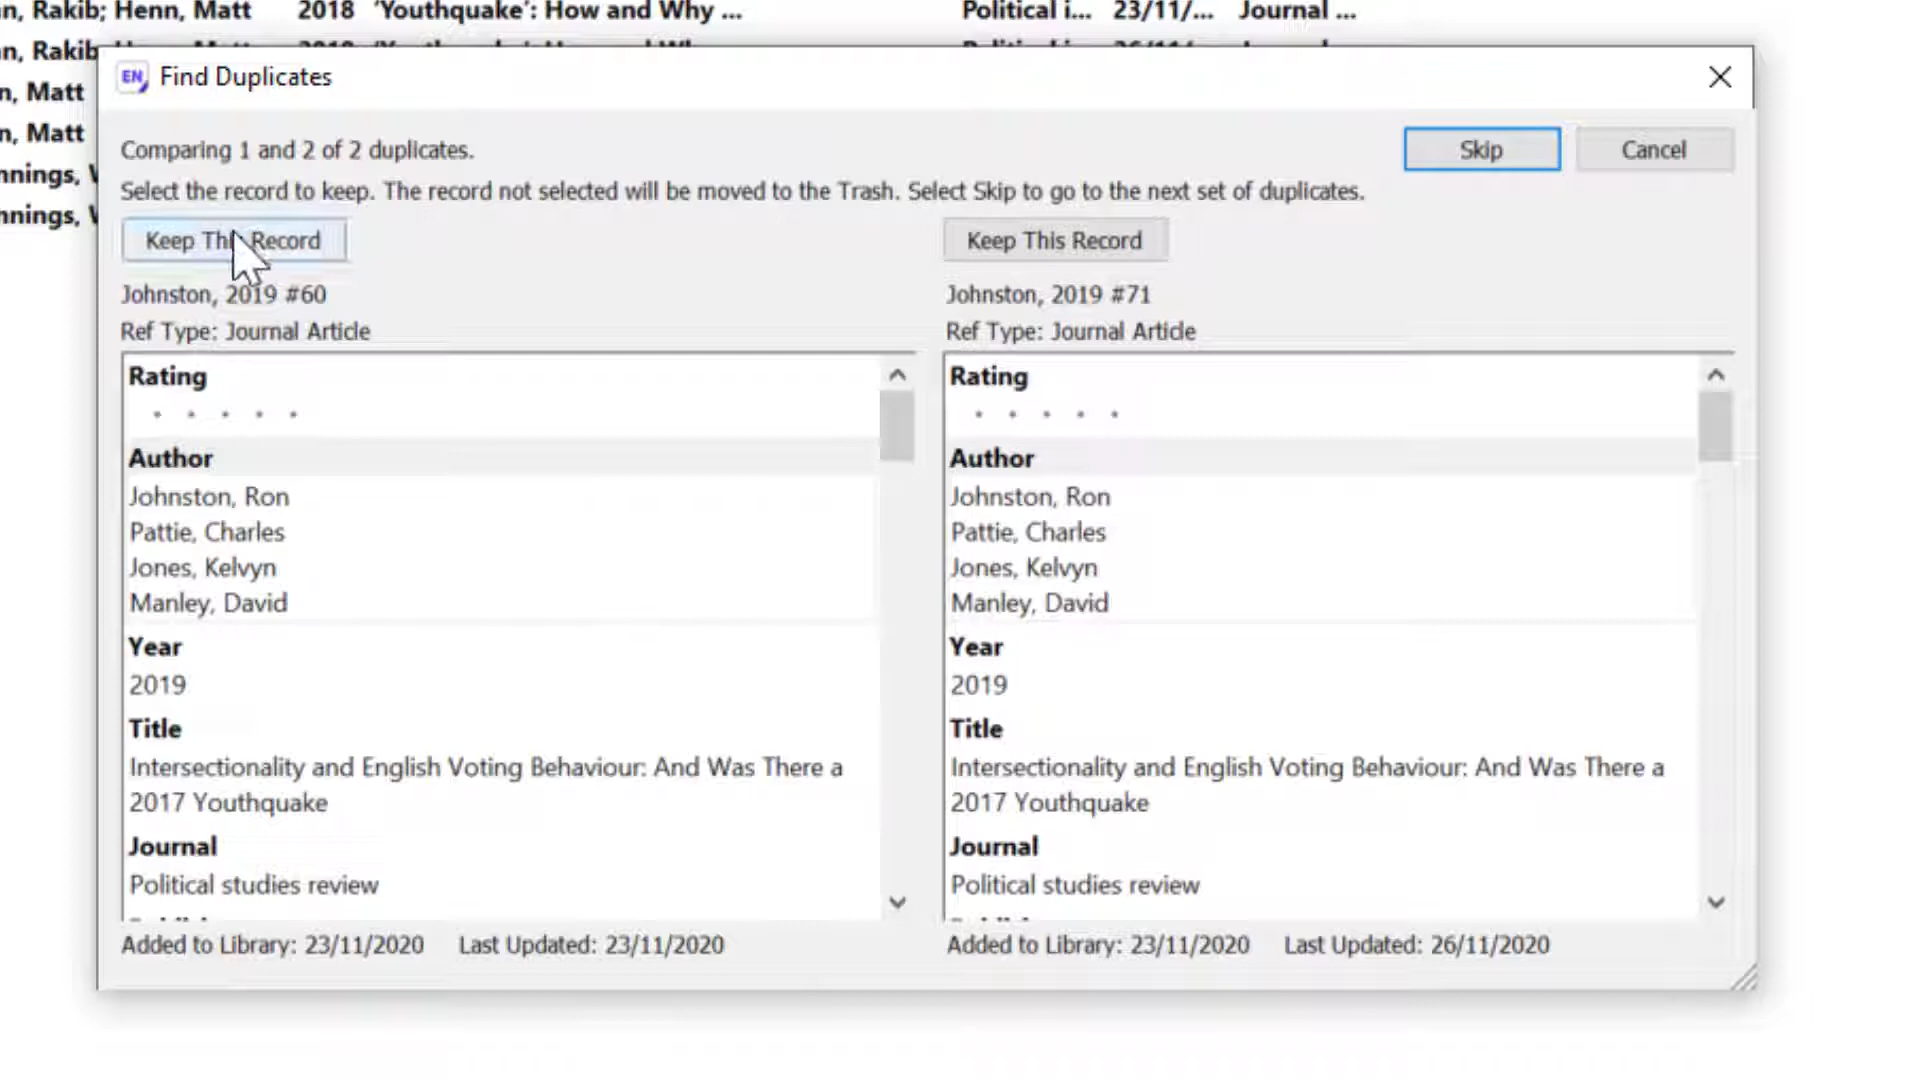 n, Rakib; Henn, Matt 2018 'Youthquake': How and Why ... Political i... 23/11/... Journal ...
n, Rakib
n, Matt
n, Matt
nnings,
nnings,
EN Find Duplicates
Comparing 1 and 2 of 2 duplicates.
Skip Cancel
Select the record to keep. The record not selected will be moved to the Trash. Select Skip to go to the next set of duplicates.
Keep This Record Keep This Record
Johnston, 2019 #60 Johnston, 2019 #71
Ref Type: Journal Article Ref Type: Journal Article
Rating Rating
Author Author
Johnston, Ron Johnston, Ron
Pattie, Charles Pattie, Charles
Jones, Kelvyn Jones, Kelvyn
Manley, David Manley, David
Year Year
2019 2019
Title Title
Intersectionality and English Voting Behaviour: And Was There a Intersectionality and English Voting Behaviour: And Was There a
2017 Youthquake 2017 Youthquake
Journal Journal
Political studies review Political studies review
Added to Library: 23/11/2020 Last Updated: 23/11/2020 Added to Library: 23/11/2020 Last Updated: 26/11/2020